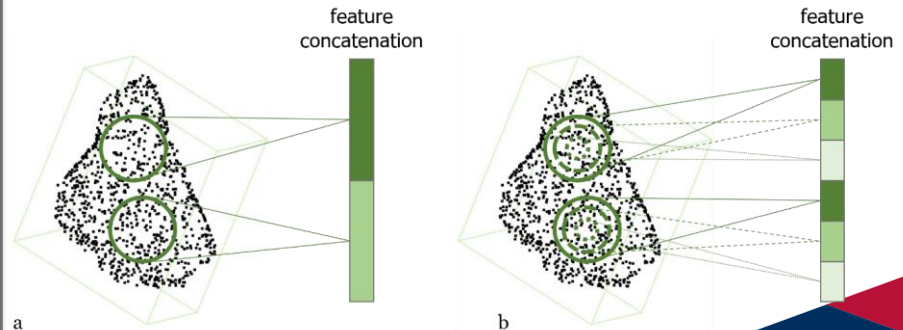 feature
concatenation
feature
concatenation
a
b